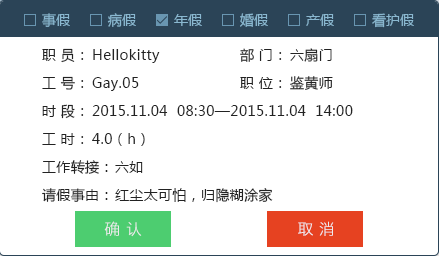 事假 病假 年假 婚假 产假 看护假
职 员： Hellokitty 部 门： 六扇门
工 号： Gay.05 职 位： 鉴黄师
时 段： 2015.11.04 08:30—2015.11.04 14:00
工 时： 4.0（h）
工作转接：六如
请假事由：红尘太可怕，归隐糊涂家
确 认 取 消